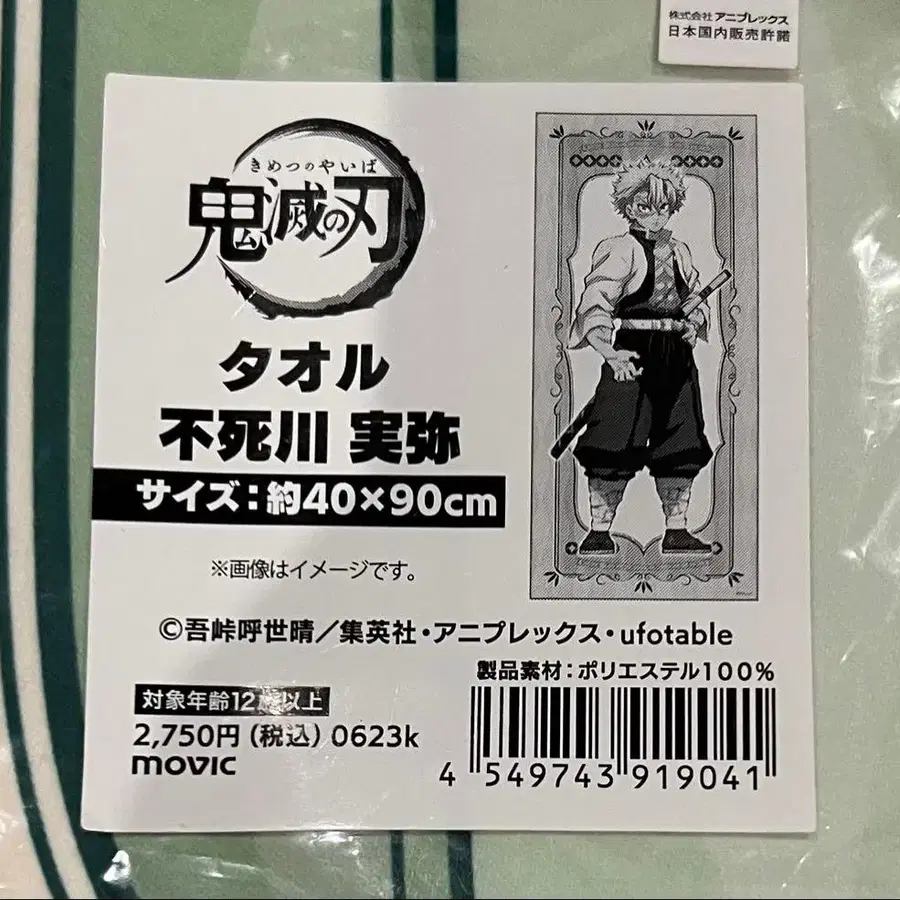 株式会社 アニプレックス
日本国内販売許諾
きめつのやいば
鬼滅の刃
タオル
不死川 実弥
サイズ：約40×90cm
※画像はイメージです。
©吾峠呼世晴／集英社・アニプレックス・ufotable
製品素材：ポリエステル100%
対象年齢12歳以上
2,750円（税込）0623k
movic
4 549743 919041